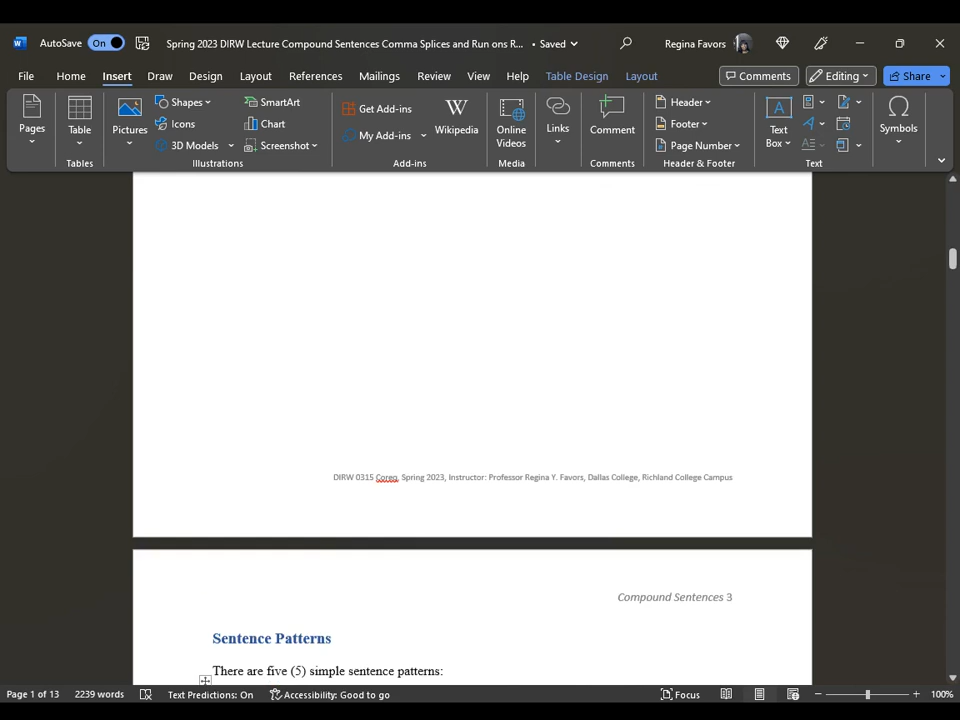 AutoSave On Spring 2023 DIRW Lecture Compound Sentences Comma Splices and Run ons R... • Saved Regina Favors
File Home Insert Draw Design Layout References Mailings Review View Help Table Design Layout Comments Editing Share
Pages
Table
Tables
Pictures
Shapes
Icons
3D Models
SmartArt
Chart
Screenshot
Illustrations
Get Add-ins
My Add-ins
Wikipedia
Add-ins
Online
Videos
Media
Links
Comment
Comments
Header
Footer
Page Number
Header & Footer
Text
Box
Text
Symbols
DIRW 0315 Coreq, Spring 2023, Instructor: Professor Regina Y. Favors, Dallas College, Richland College Campus
Compound Sentences 3
Sentence Patterns
There are five (5) simple sentence patterns:
Page 1 of 13 2239 words Text Predictions: On Accessibility: Good to go Focus 100%